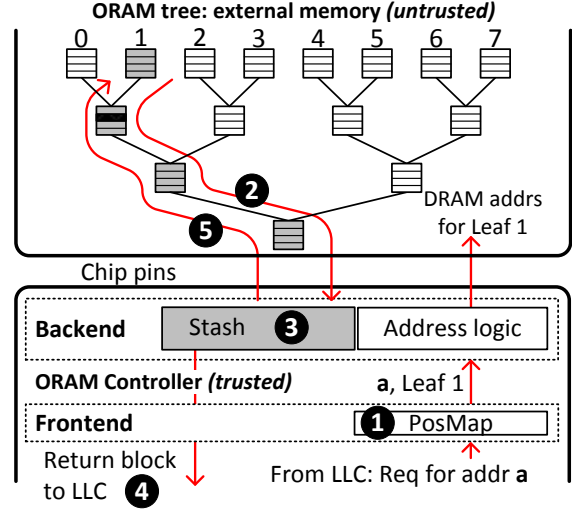 ORAM tree: external memory (untrusted)
0 1 2 3 4 5 6 7
2
DRAM addrs
for Leaf 1
5
Chip pins
Backend
Stash 3
Address logic
ORAM Controller (trusted)
a, Leaf 1
Frontend
1 PosMap
Return block
to LLC 4
From LLC: Req for addr a